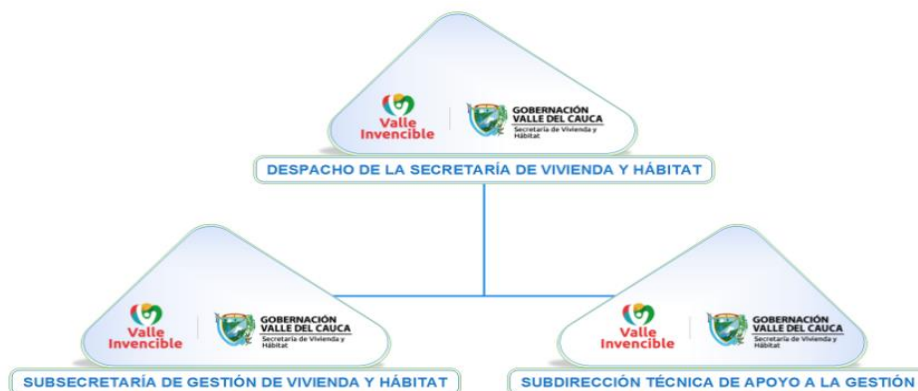 Valle
Invencible
GOBERNACIÓN
VALLE DEL CAUCA
Secretaría de Vivienda y
Hábitat
DESPACHO DE LA SECRETARÍA DE VIVIENDA Y HÁBITAT
Valle
Invencible
GOBERNACIÓN
VALLE DEL CAUCA
Secretaría de Vivienda y
Hábitat
Valle
Invencible
GOBERNACIÓN
VALLE DEL CAUCA
Secretaría de Vivienda y
Hábitat
SUBSECRETARÍA DE GESTIÓN DE VIVIENDA Y HÁBITAT
SUBDIRECCIÓN TÉCNICA DE APOYO A LA GESTIÓN